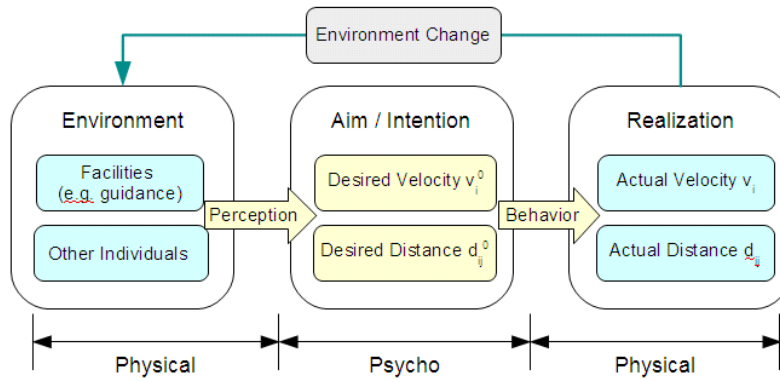 Environment Change
Environment
Facilities
(e.g. guidance)
Other Individuals
Perception
Aim / Intention
Desired Velocity v_i^0
Desired Distance d_ij^0
Behavior
Realization
Actual Velocity v_i
Actual Distance d_ij
Physical
Psycho
Physical